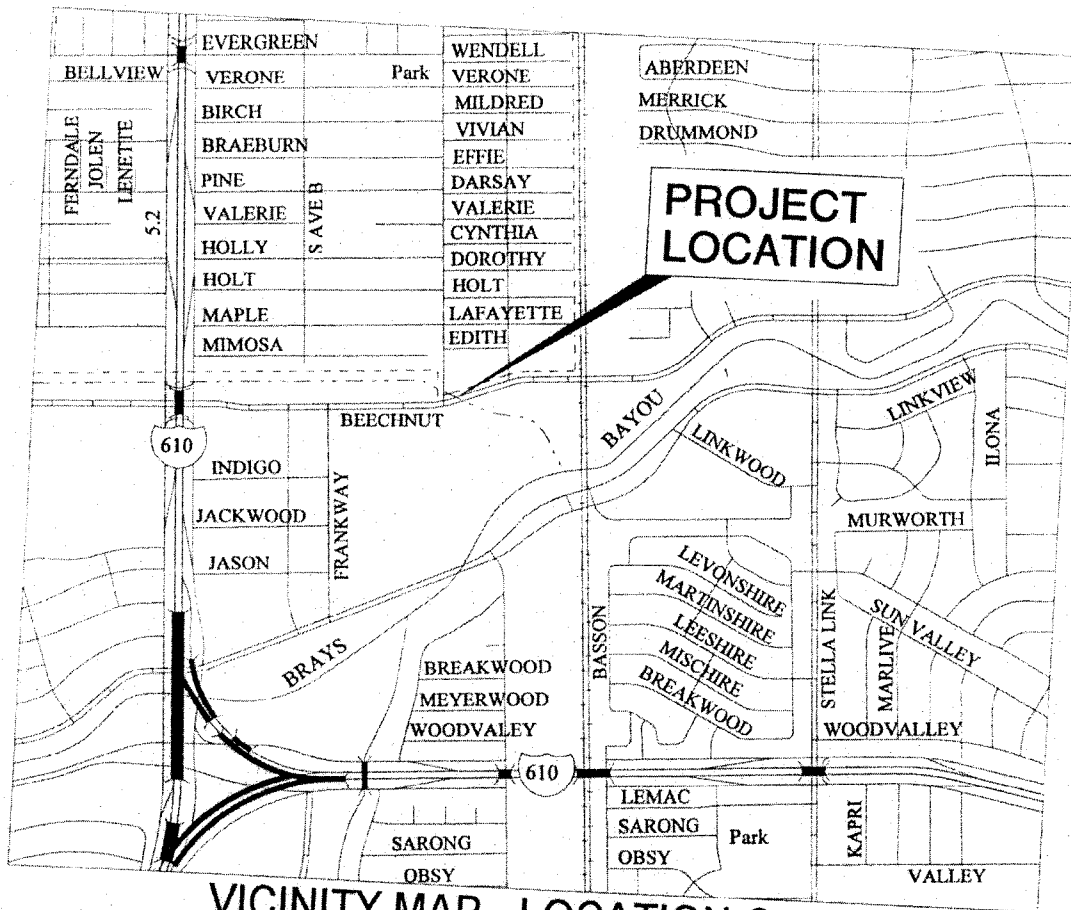 EVERGREEN
BELLVIEW
VERONE
Park
BIRCH
BRAEBURN
PINE
VALERIE
HOLLY
HOLT
MAPLE
MIMOSA
FERNDALE
JOLEN
LENETTE
5.2
S AVE B
WENDELL
VERONE
MILDRED
VIVIAN
EFFIE
DARSAY
VALERIE
CYNTHIA
DOROTHY
HOLT
LAFAYETTE
EDITH
ABERDEEN
MERRICK
DRUMMOND
PROJECT
LOCATION
BEECHNUT
610
INDIGO
JACKWOOD
JASON
FRANKWAY
BRAYS
BAYOU
LINKWOOD
LINKVIEW
ILONA
MURWORTH
LEVONSHIRE
MARTINSHIRE
LEESHIRE
MISCHIRE
BREAKWOOD
BASSON
STELLA LINK
MARLIVE
SUN VALLEY
WOODVALLEY
BREAKWOOD
MEYERWOOD
WOODVALLEY
610
LEMAC
SARONG
OBSY
Park
KAPRI
VALLEY
SARONG
OBSY
VICINITY MAP - LOCATION